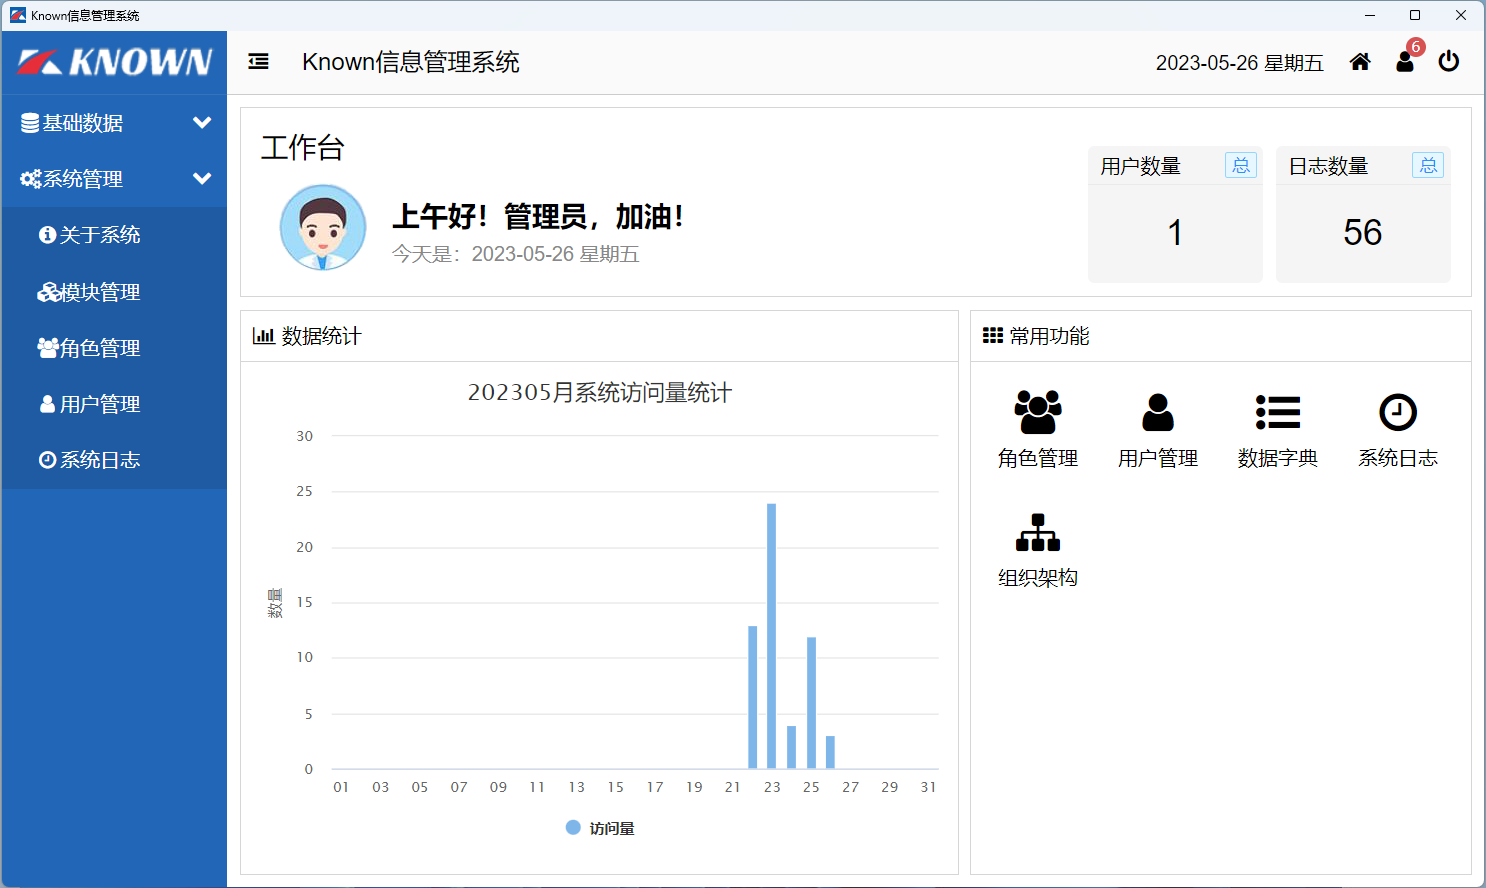 Known信息管理系统
KNOWN
Known信息管理系统
2023-05-26 星期五
6
基础数据
系统管理
关于系统
模块管理
角色管理
用户管理
系统日志
工作台
上午好！管理员，加油！
今天是：2023-05-26 星期五
用户数量 总
1
日志数量 总
56
数据统计
202305月系统访问量统计
数量
30
25
20
15
10
5
0
01 03 05 07 09 11 13 15 17 19 21 23 25 27 29 31
访问量
常用功能
角色管理 用户管理 数据字典 系统日志
组织架构